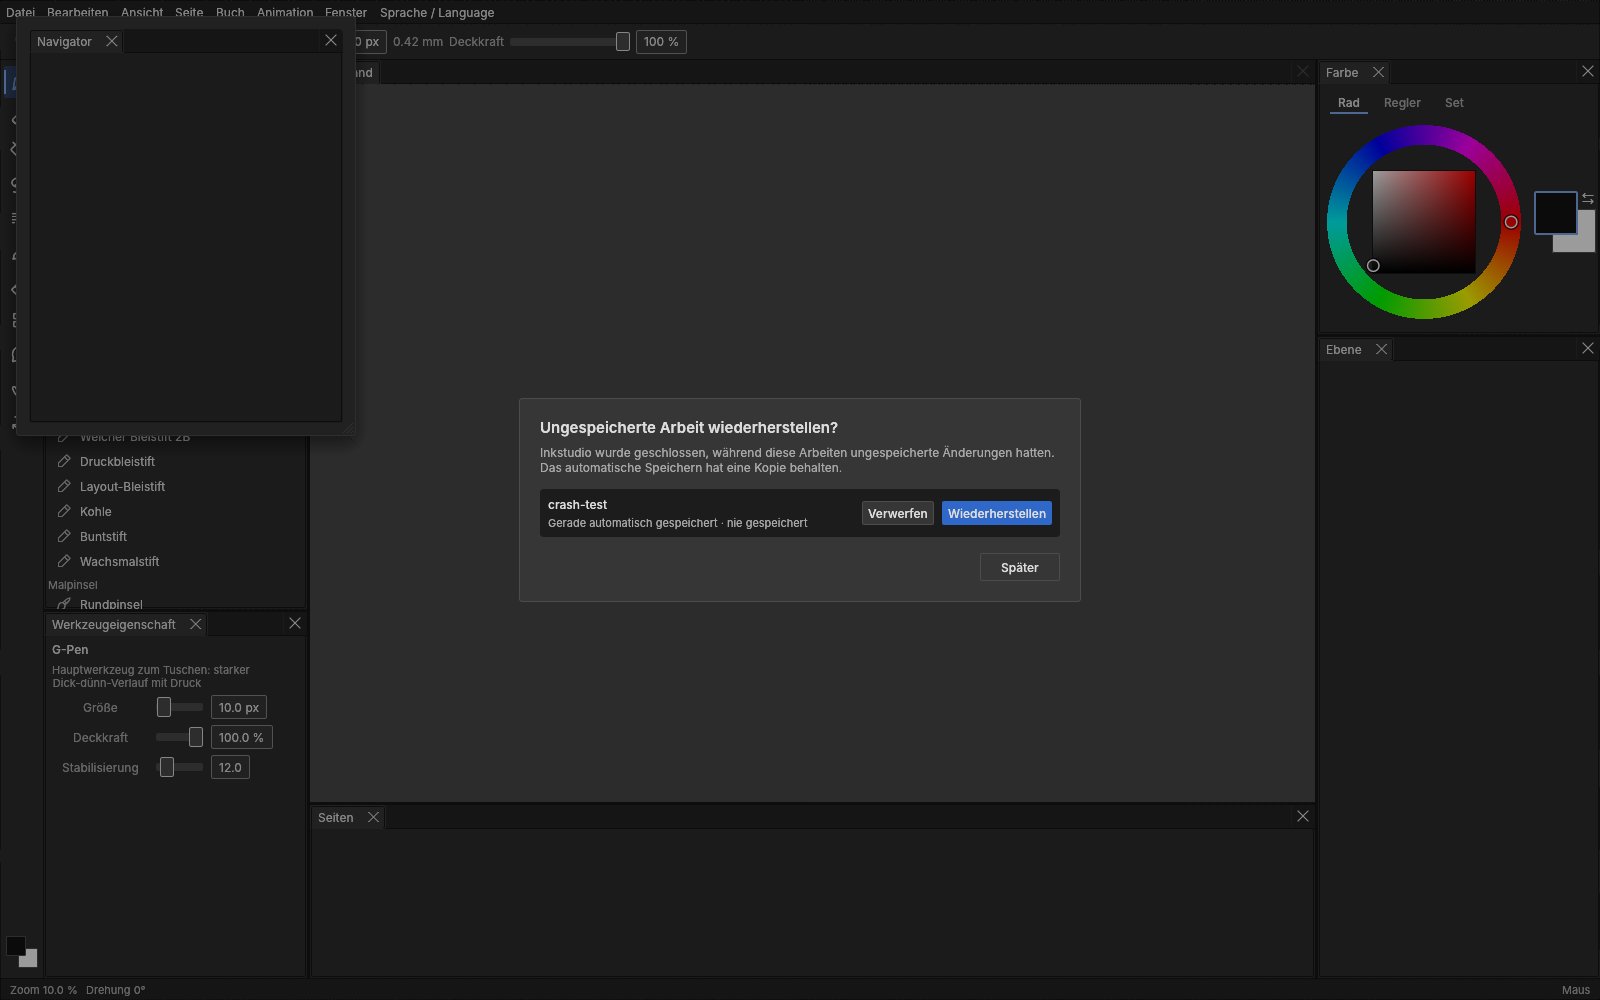 Datei Bearbeiten Ansicht Seite Buch Animation Fenster Sprache / Language
Navigator
px 0.42 mm Deckkraft 100 %
Farbe
Rad Regler Set
Ebene
Ungespeicherte Arbeit wiederherstellen?
Inkstudio wurde geschlossen, während diese Arbeiten ungespeicherte Änderungen hatten.
Das automatische Speichern hat eine Kopie behalten.
crash-test
Gerade automatisch gespeichert · nie gespeichert
Verwerfen Wiederherstellen
Später
Weicher Bleistift 2B
Druckbleistift
Layout-Bleistift
Kohle
Buntstift
Wachsmalstift
Malpinsel
Rundpinsel
Werkzeugeigenschaft
G-Pen
Hauptwerkzeug zum Tuschen: starker
Dick-dünn-Verlauf mit Druck
Größe 10.0 px
Deckkraft 100.0 %
Stabilisierung 12.0
Seiten
Zoom 10.0 % Drehung 0°
Maus